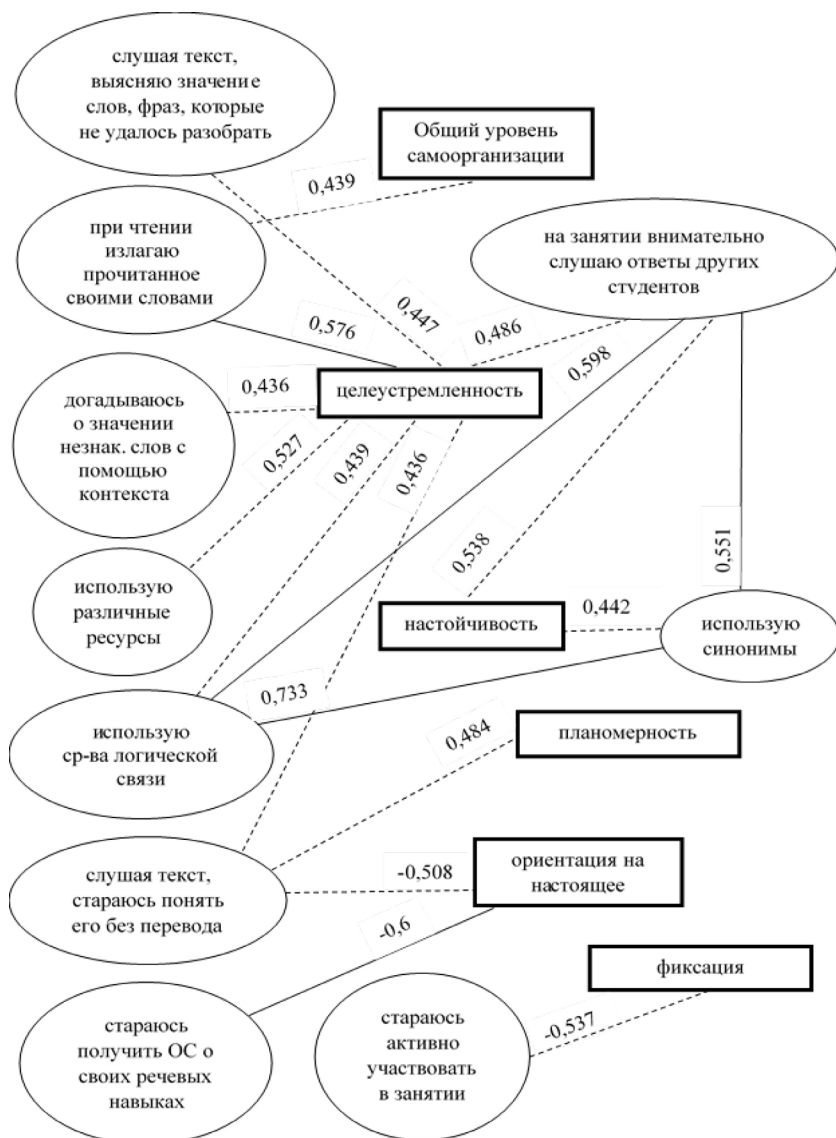 слушая текст,
выясняю значение
слов, фраз, которые
не удалось разобрать
Общий уровень
самоорганизации
0,439
при чтении
излагаю
прочитанное
своими словами
на занятии внимательно
слушаю ответы других
студентов
0,447
0,576
0,486
0,598
целеустремленность
0,436
догадываюсь
о значении
незнак. слов с
помощью
контекста
0,527
0,439
0,436
0,538
0,551
использую
различные
ресурсы
настойчивость
0,442
использую
синонимы
0,733
использую
ср-ва логической
связи
0,484
планомерность
слушая текст,
стараюсь понять
его без перевода
-0,508
ориентация на
настоящее
-0,6
фиксация
-0,537
стараюсь
получить ОС о
своих речевых
навыках
стараюсь
активно
участвовать
в занятии